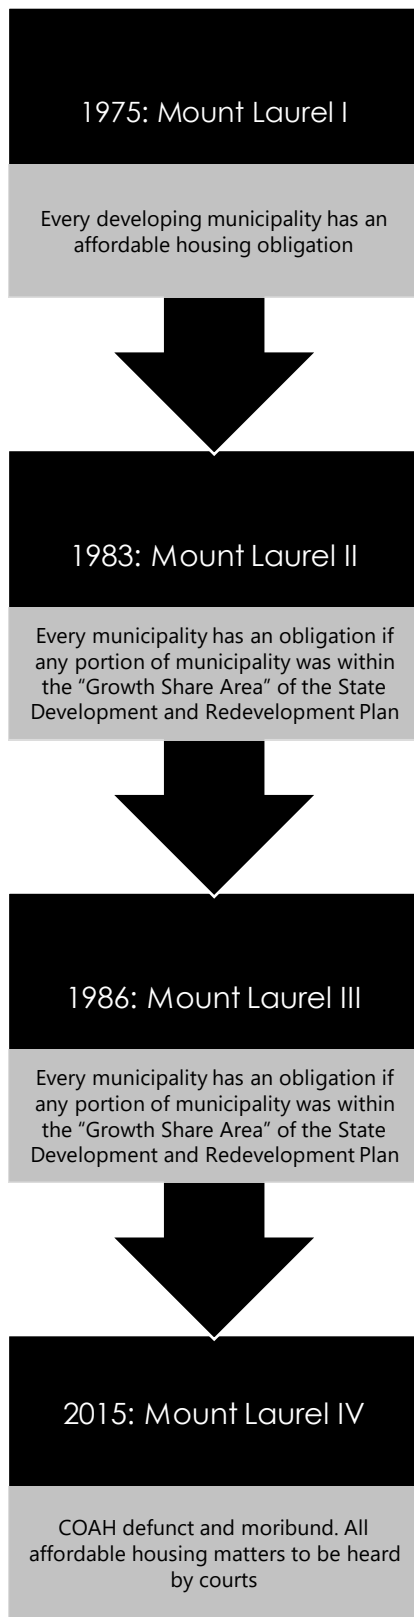 1975: Mount Laurel I
Every developing municipality has an
affordable housing obligation
1983: Mount Laurel II
Every municipality has an obligation if
any portion of municipality was within
the “Growth Share Area” of the State
Development and Redevelopment Plan
1986: Mount Laurel III
Every municipality has an obligation if
any portion of municipality was within
the “Growth Share Area” of the State
Development and Redevelopment Plan
2015: Mount Laurel IV
COAH defunct and moribund. All
affordable housing matters to be heard
by courts